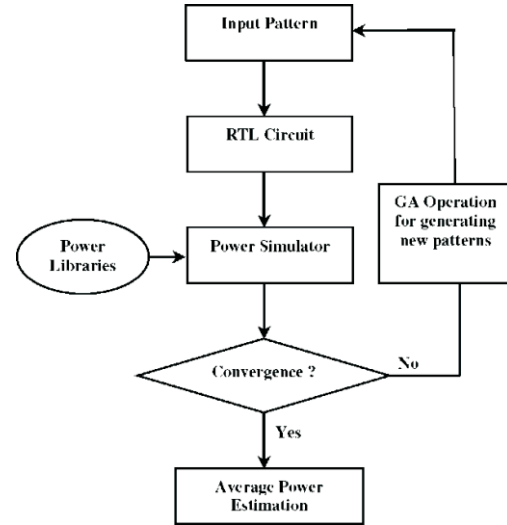 Input Pattern
RTL Circuit
GA Operation
for generating
new patterns
Power
Libraries
Power Simulator
Convergence ?
No
Yes
Average Power
Estimation